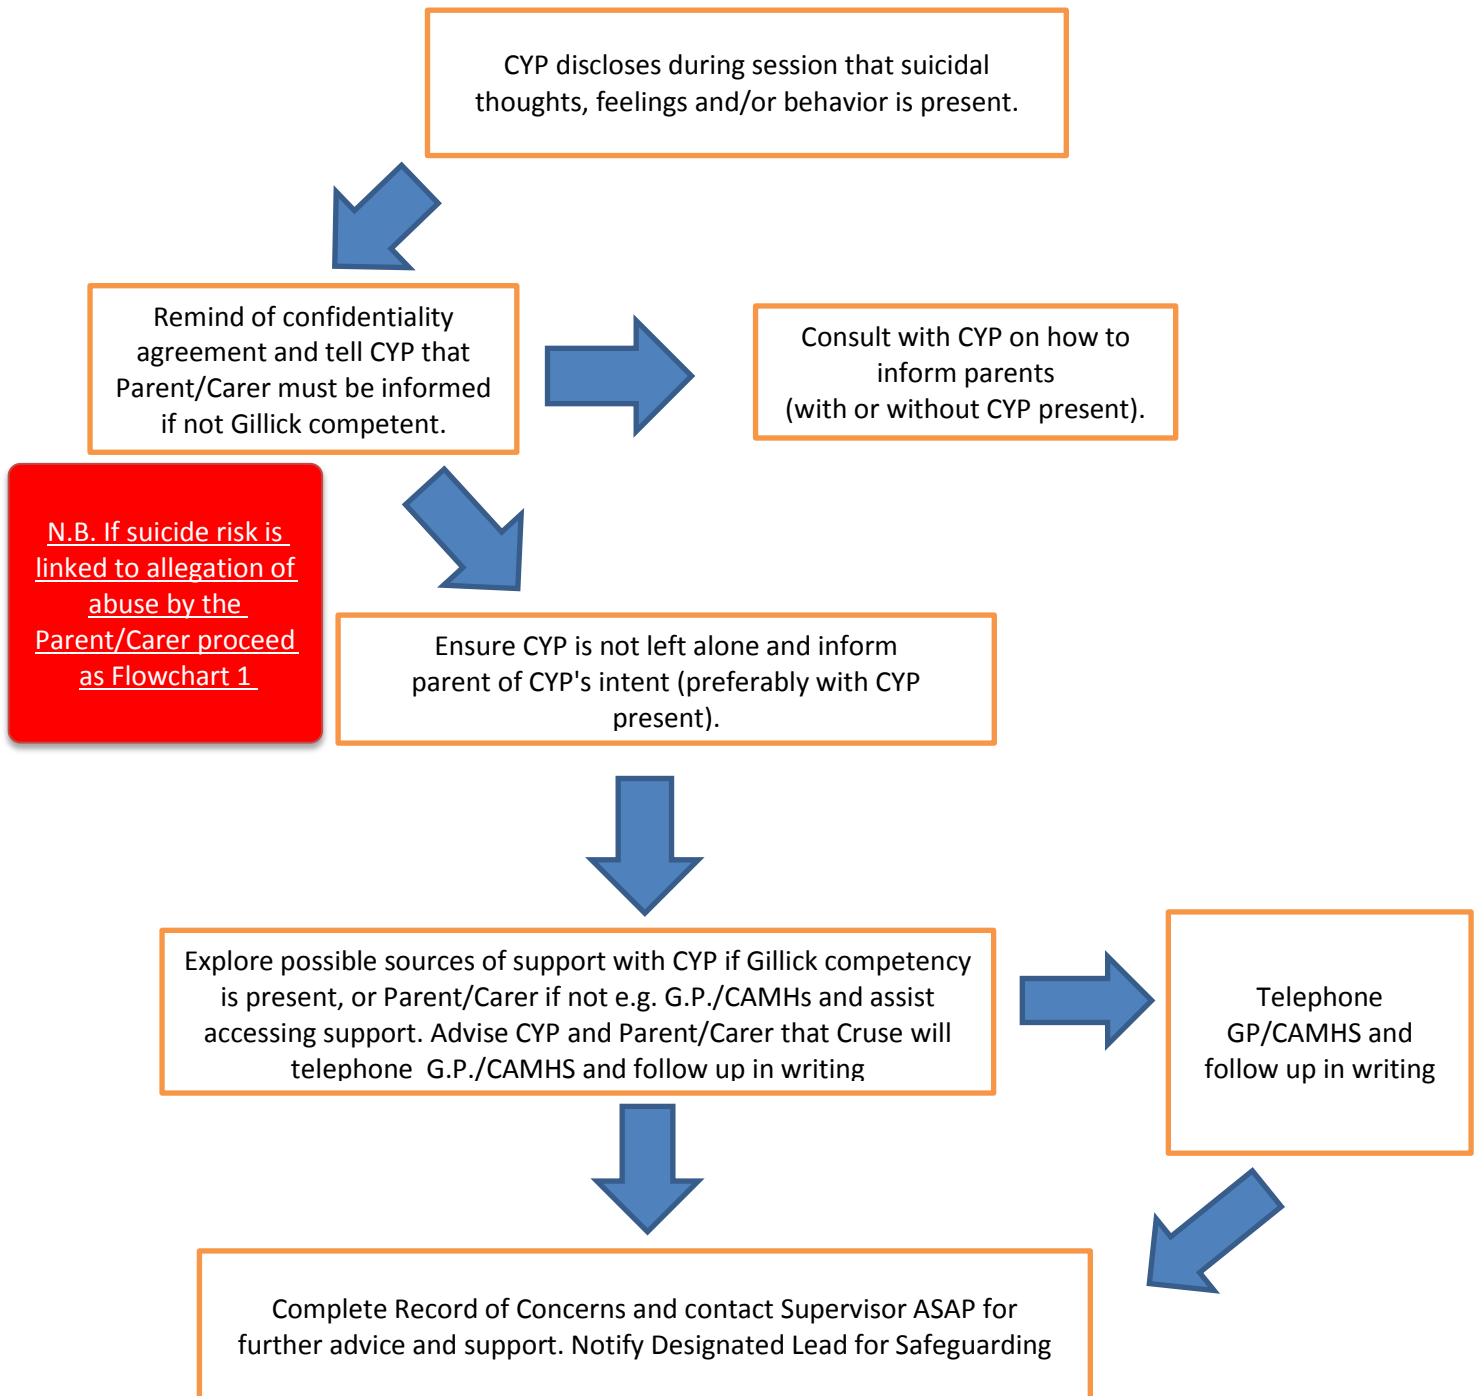 CYP discloses during session that suicidal
thoughts, feelings and/or behavior is present.
Remind of confidentiality
agreement and tell CYP that
Parent/Carer must be informed
if not Gillick competent.
Consult with CYP on how to
inform parents
(with or without CYP present).
N.B. If suicide risk is
linked to allegation of
abuse by the
Parent/Carer proceed
as Flowchart 1
Ensure CYP is not left alone and inform
parent of CYP's intent (preferably with CYP
present).
Explore possible sources of support with CYP if Gillick competency
is present, or Parent/Carer if not e.g. G.P./CAMHs and assist
accessing support. Advise CYP and Parent/Carer that Cruse will
telephone G.P./CAMHS and follow up in writing
Telephone
GP/CAMHS and
follow up in writing
Complete Record of Concerns and contact Supervisor ASAP for
further advice and support. Notify Designated Lead for Safeguarding